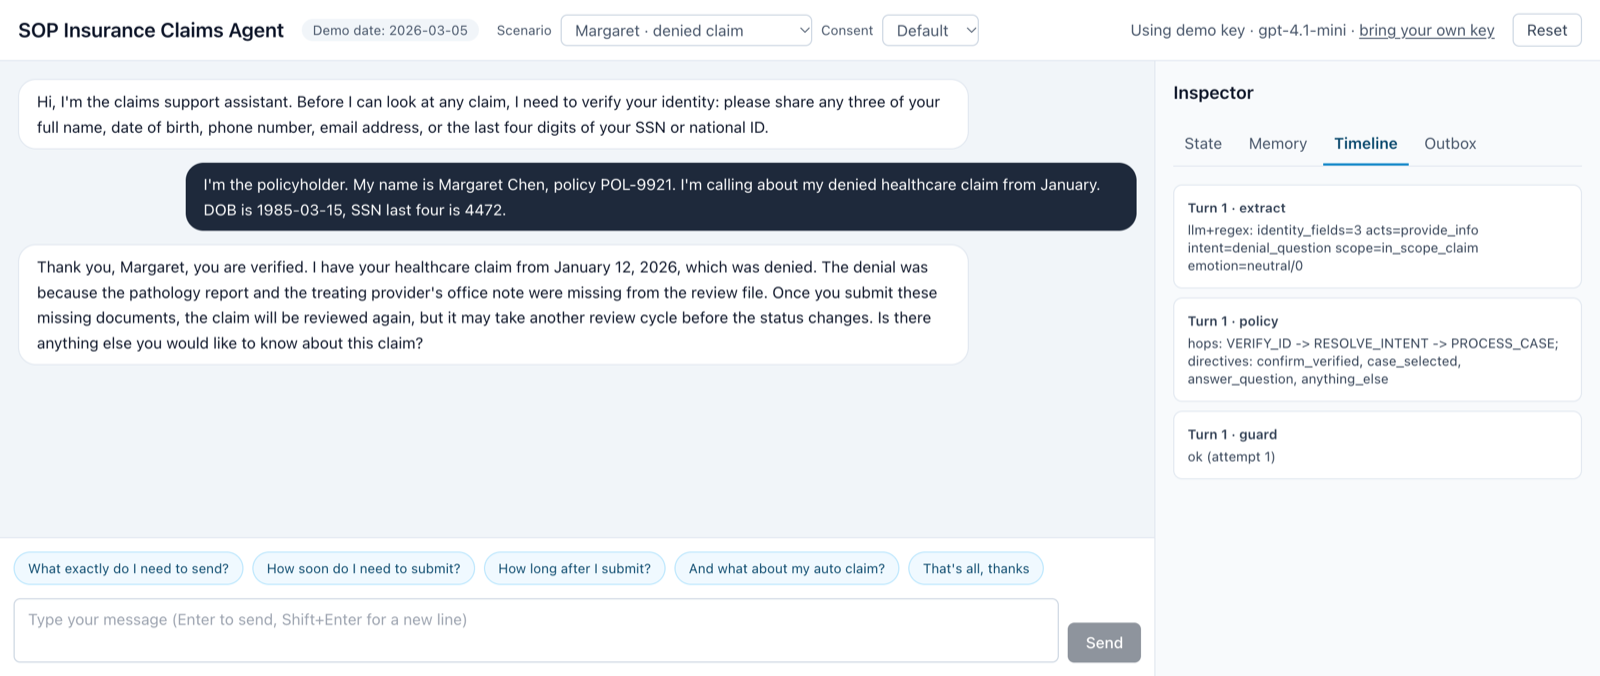 SOP Insurance Claims Agent
Demo date: 2026-03-05
Scenario
Margaret · denied claim
Consent
Default
Using demo key · gpt-4.1-mini · bring your own key
Reset
Hi, I'm the claims support assistant. Before I can look at any claim, I need to verify your identity: please share any three of your
full name, date of birth, phone number, email address, or the last four digits of your SSN or national ID.
I'm the policyholder. My name is Margaret Chen, policy POL-9921. I'm calling about my denied healthcare claim from January.
DOB is 1985-03-15, SSN last four is 4472.
Thank you, Margaret, you are verified. I have your healthcare claim from January 12, 2026, which was denied. The denial was
because the pathology report and the treating provider's office note were missing from the review file. Once you submit these
missing documents, the claim will be reviewed again, but it may take another review cycle before the status changes. Is there
anything else you would like to know about this claim?
What exactly do I need to send?
How soon do I need to submit?
How long after I submit?
And what about my auto claim?
That's all, thanks
Type your message (Enter to send, Shift+Enter for a new line)
Send
Inspector
State
Memory
Timeline
Outbox
Turn 1 · extract
llm+regex: identity_fields=3 acts=provide_info
intent=denial_question scope=in_scope_claim
emotion=neutral/0
Turn 1 · policy
hops: VERIFY_ID -> RESOLVE_INTENT -> PROCESS_CASE;
directives: confirm_verified, case_selected,
answer_question, anything_else
Turn 1 · guard
ok (attempt 1)